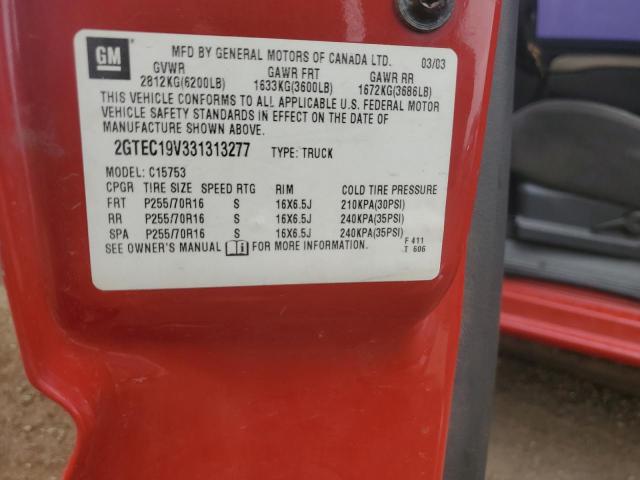 GM
MFD BY GENERAL MOTORS OF CANADA LTD. 03/03
GVWR GAWR FRT GAWR RR
2812KG(6200LB) 1633KG(3600LB) 1672KG(3686LB)
THIS VEHICLE CONFORMS TO ALL APPLICABLE U.S. FEDERAL MOTOR
VEHICLE SAFETY STANDARDS IN EFFECT ON THE DATE OF
MANUFACTURE SHOWN ABOVE.
2GTEC19V331313277 TYPE: TRUCK
MODEL: C15753
CPGR TIRE SIZE SPEED RTG RIM COLD TIRE PRESSURE
FRT P255/70R16 S 16X6.5J 210KPA(30PSI)
RR P255/70R16 S 16X6.5J 240KPA(35PSI)
SPA P255/70R16 S 16X6.5J 240KPA(35PSI)
SEE OWNER'S MANUAL FOR MORE INFORMATION.
F 411
T 606